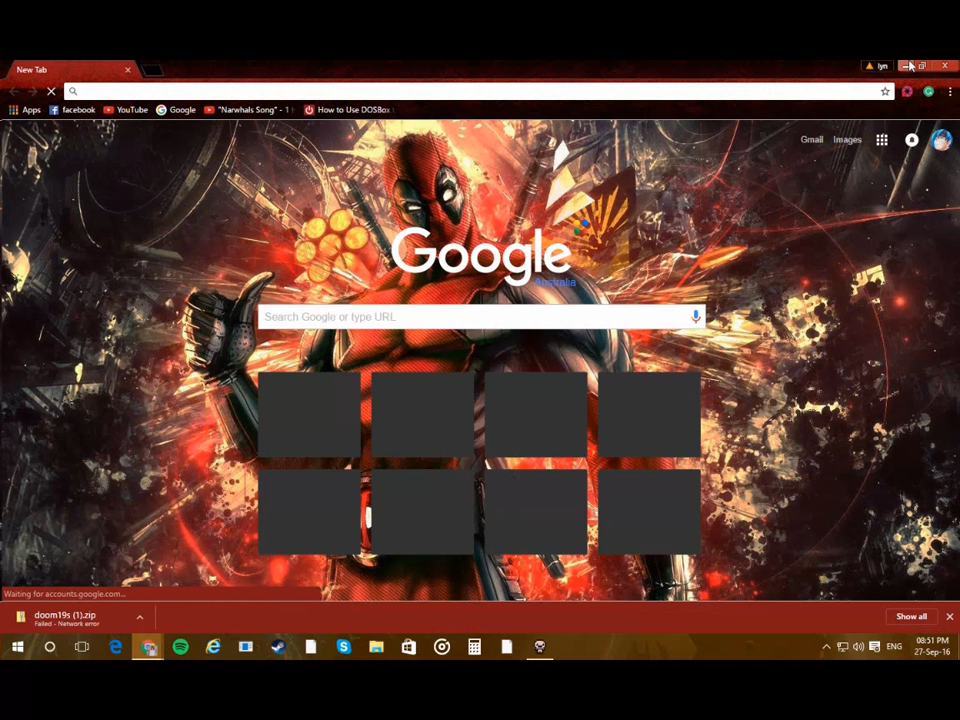 New Tab
lyn
Apps facebook YouTube Google "Narwhals Song" - 1 How to Use DOSBox
Gmail Images
Google
Australia
Search Google or type URL
Waiting for accounts.google.com...
doom19s (1).zip
Failed - Network error
Show all
ENG
08:51 PM
27-Sep-16